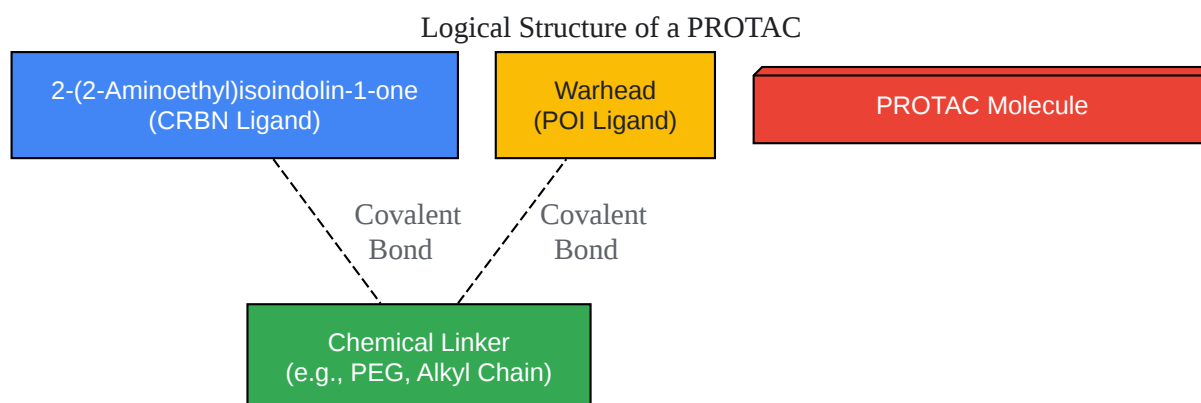 Logical Structure of a PROTAC
2-(2-Aminoethyl)isoindolin-1-one
(CRBN Ligand)
Warhead
(POI Ligand)
PROTAC Molecule
Covalent
Bond
Covalent
Bond
Chemical Linker
(e.g., PEG, Alkyl Chain)